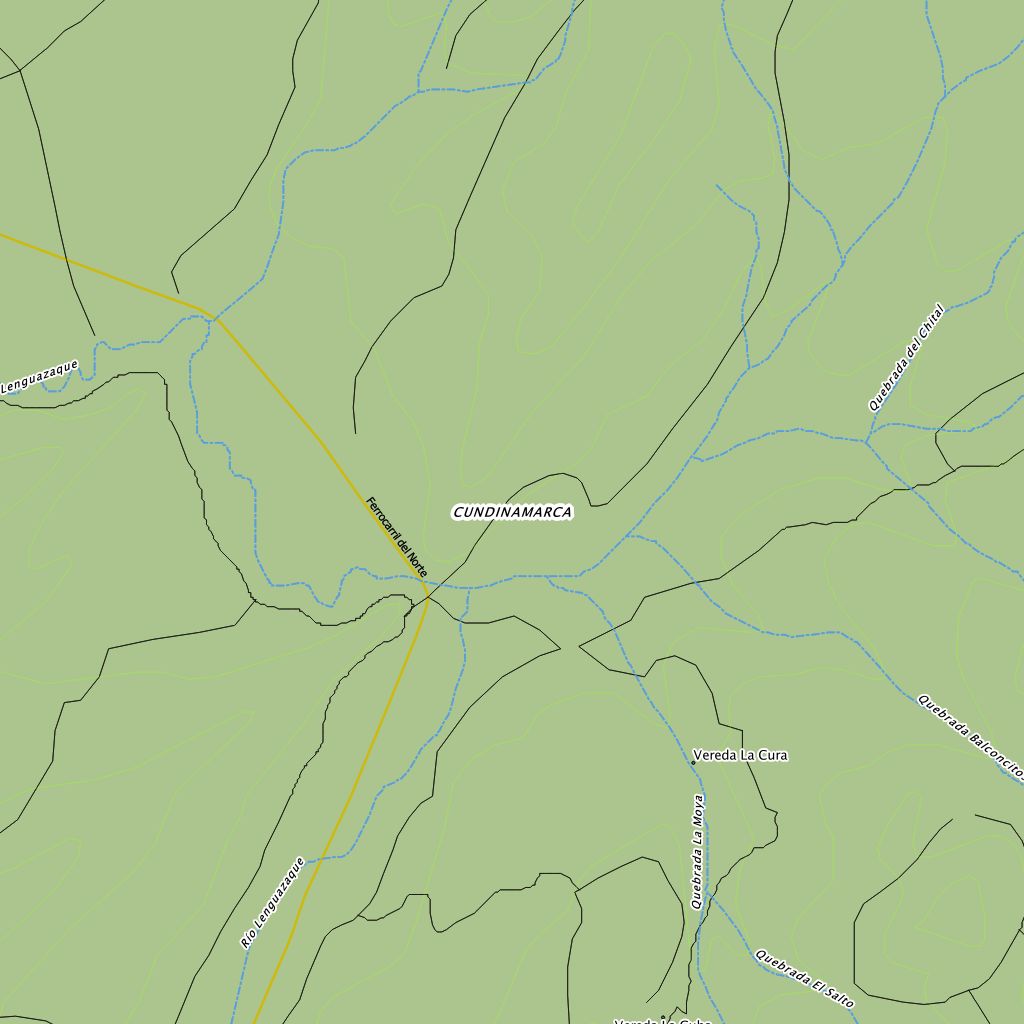 Quebrada del Chital
Lenguazaque
Ferrocarril del Norte
CUNDINAMARCA
Quebrada Balconcitos
Vereda La Cura
Quebrada La Moya
Río Lenguazaque
Quebrada El Salto